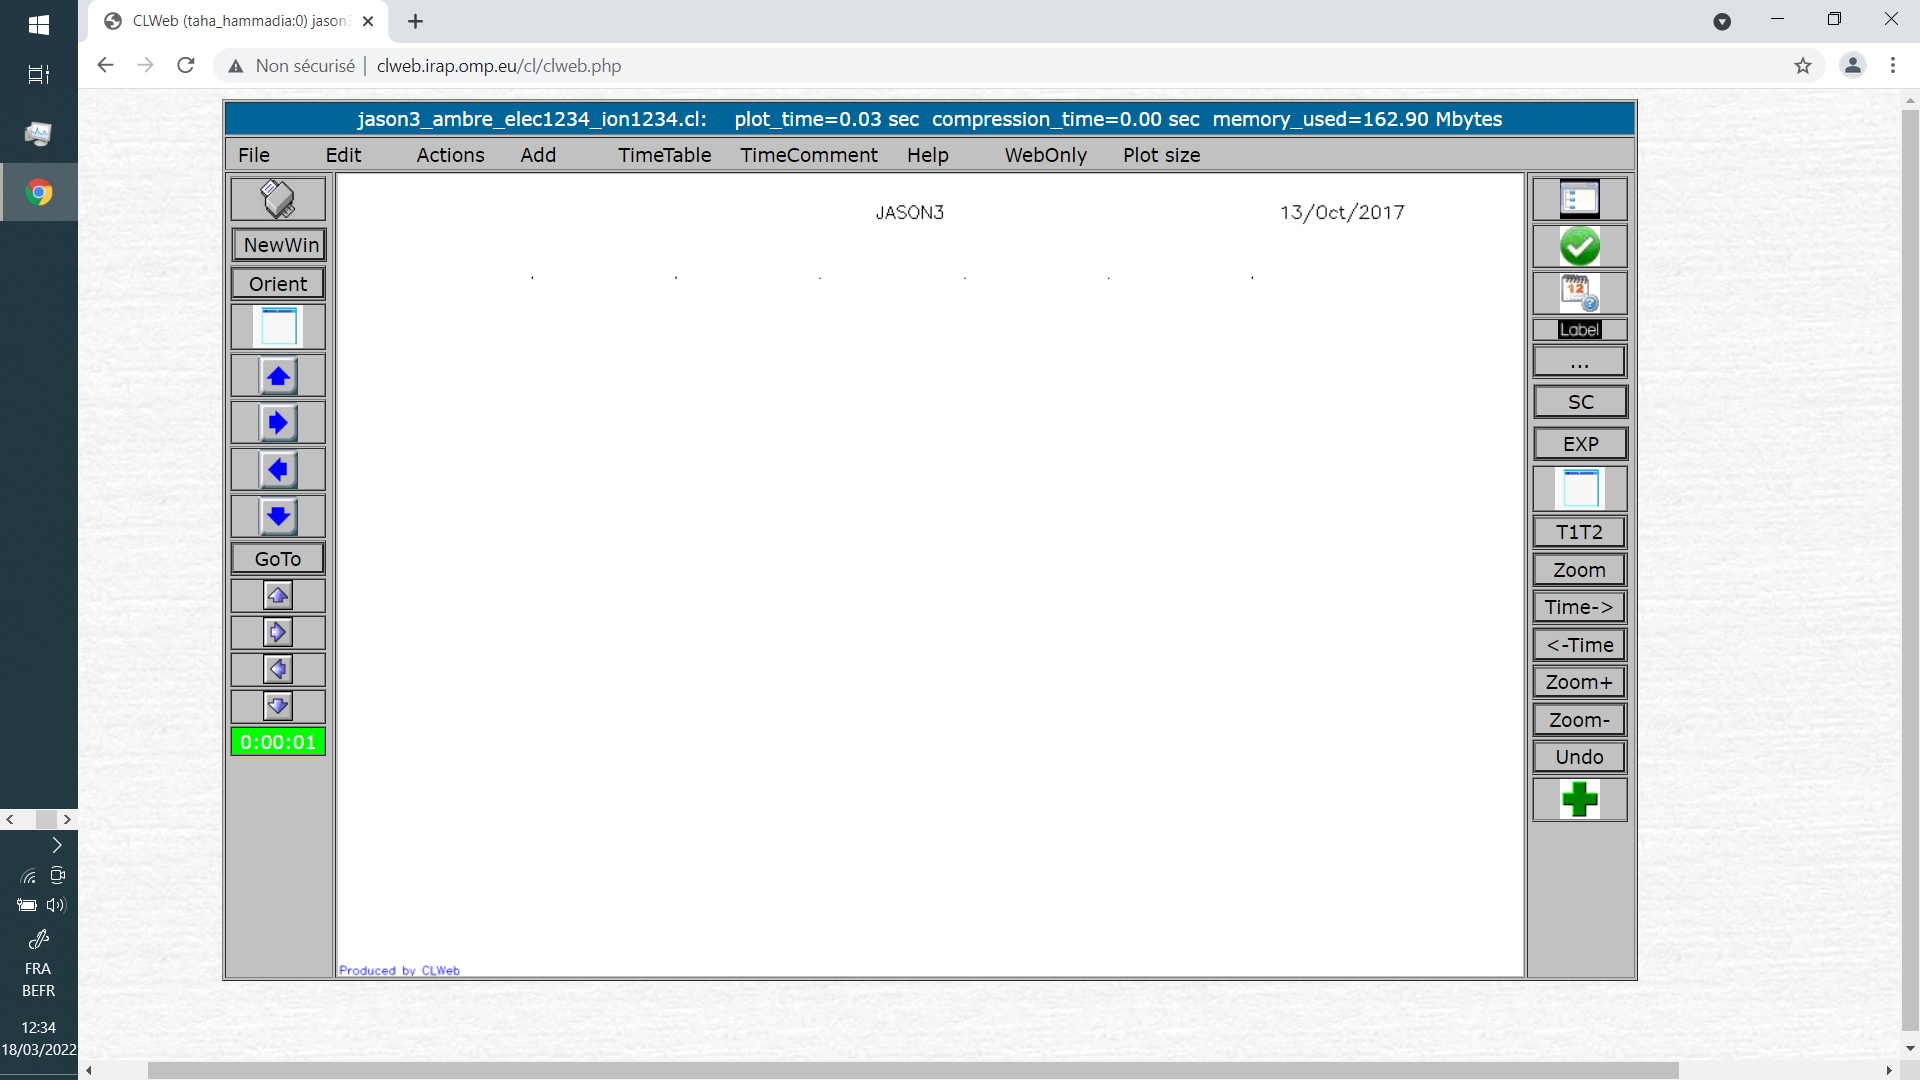 CLWeb (taha_hammadia:0) jason
Non sécurisé | clweb.irap.omp.eu/cl/clweb.php
jason3_ambre_elec1234_ion1234.cl: plot_time=0.03 sec compression_time=0.00 sec memory_used=162.90 Mbytes
File Edit Actions Add TimeTable TimeComment Help WebOnly Plot size
JASON3 13/Oct/2017
NewWin
Orient
GoTo
0:00:01
12
Label
...
SC
EXP
T1T2
Zoom
Time->
<-Time
Zoom+
Zoom-
Undo
Produced by CLWeb
FRA
BEFR
12:34
18/03/2022